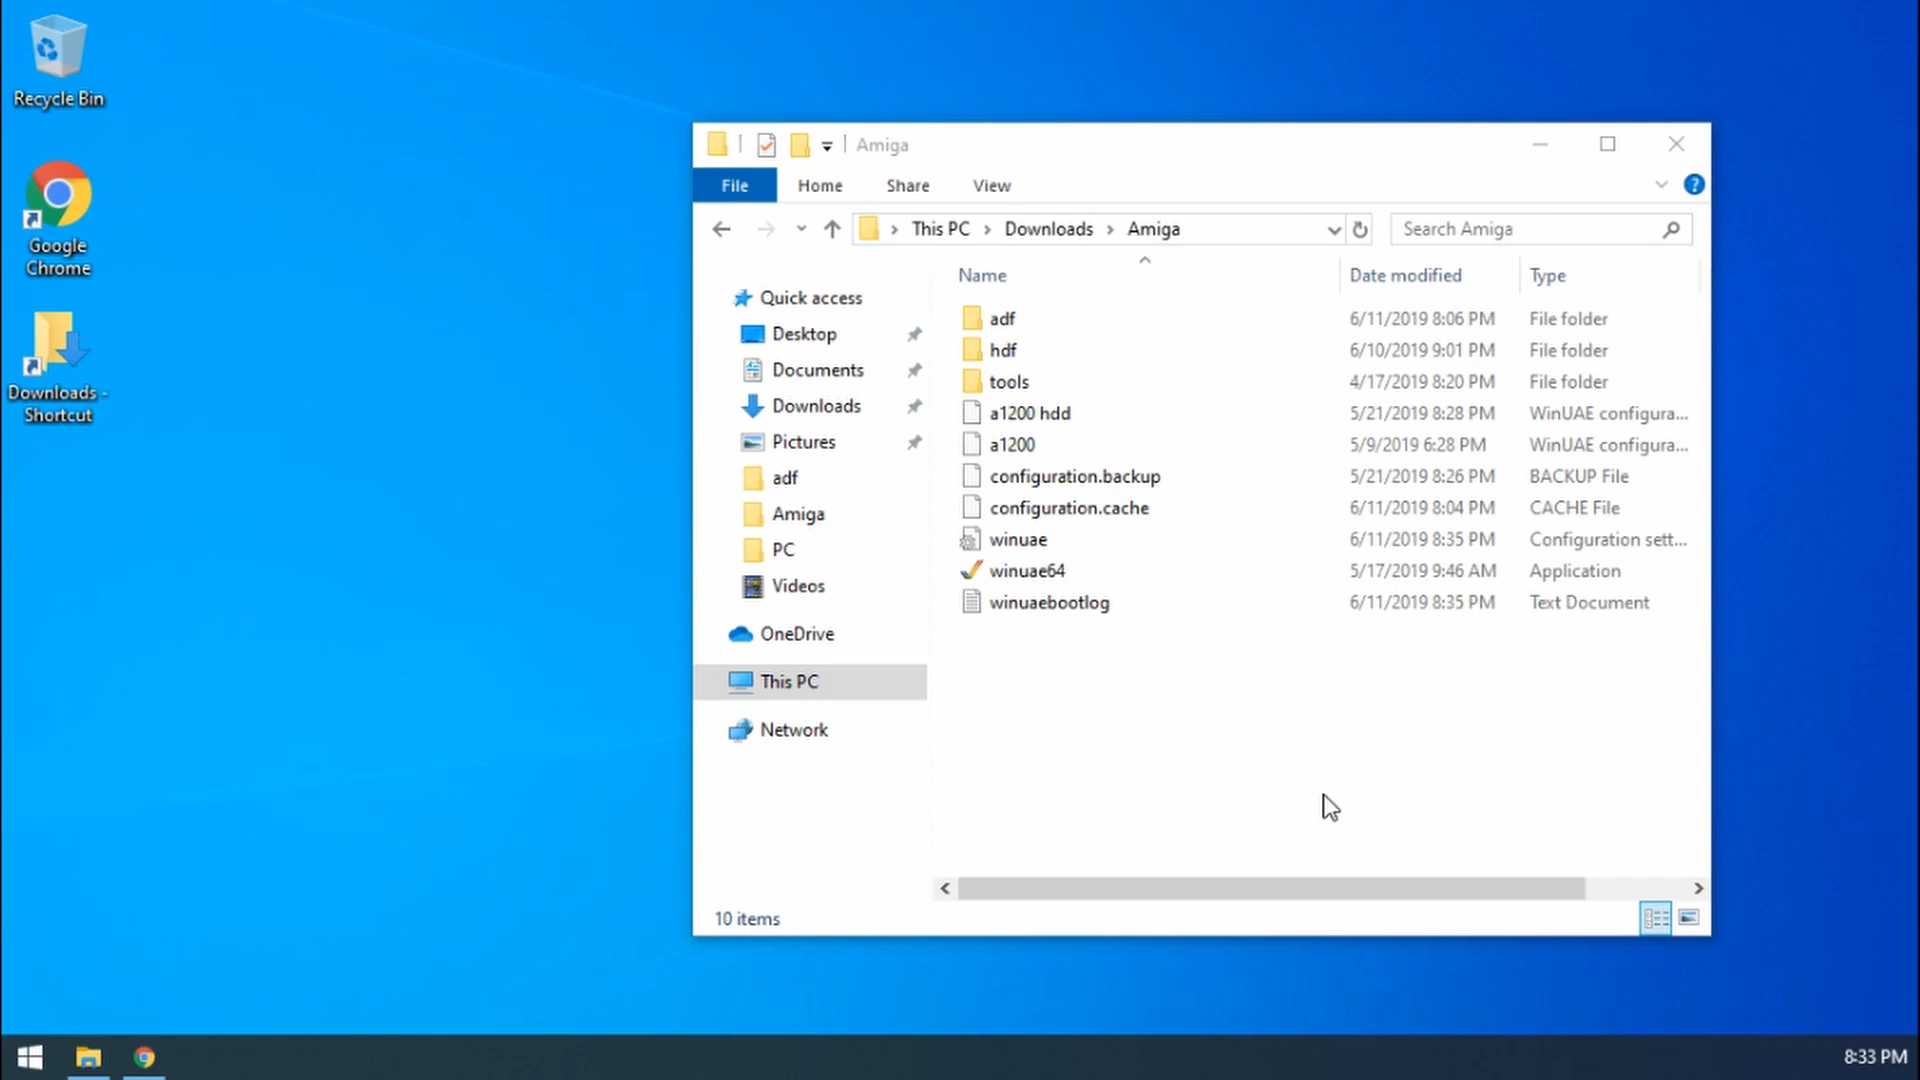 Recycle Bin
Google
Chrome
Downloads -
Shortcut
Amiga
File Home Share View
This PC Downloads Amiga Search Amiga
Name Date modified Type
Quick access
Desktop
Documents
Downloads
Pictures
adf
Amiga
PC
Videos
OneDrive
This PC
Network
adf 6/11/2019 8:06 PM File folder
hdf 6/10/2019 9:01 PM File folder
tools 4/17/2019 8:20 PM File folder
a1200 hdd 5/21/2019 8:28 PM WinUAE configura...
a1200 5/9/2019 6:28 PM WinUAE configura...
configuration.backup 5/21/2019 8:26 PM BACKUP File
configuration.cache 6/11/2019 8:04 PM CACHE File
winuae 6/11/2019 8:35 PM Configuration sett...
winuae64 5/17/2019 9:46 AM Application
winuaebootlog 6/11/2019 8:35 PM Text Document
10 items
8:33 PM